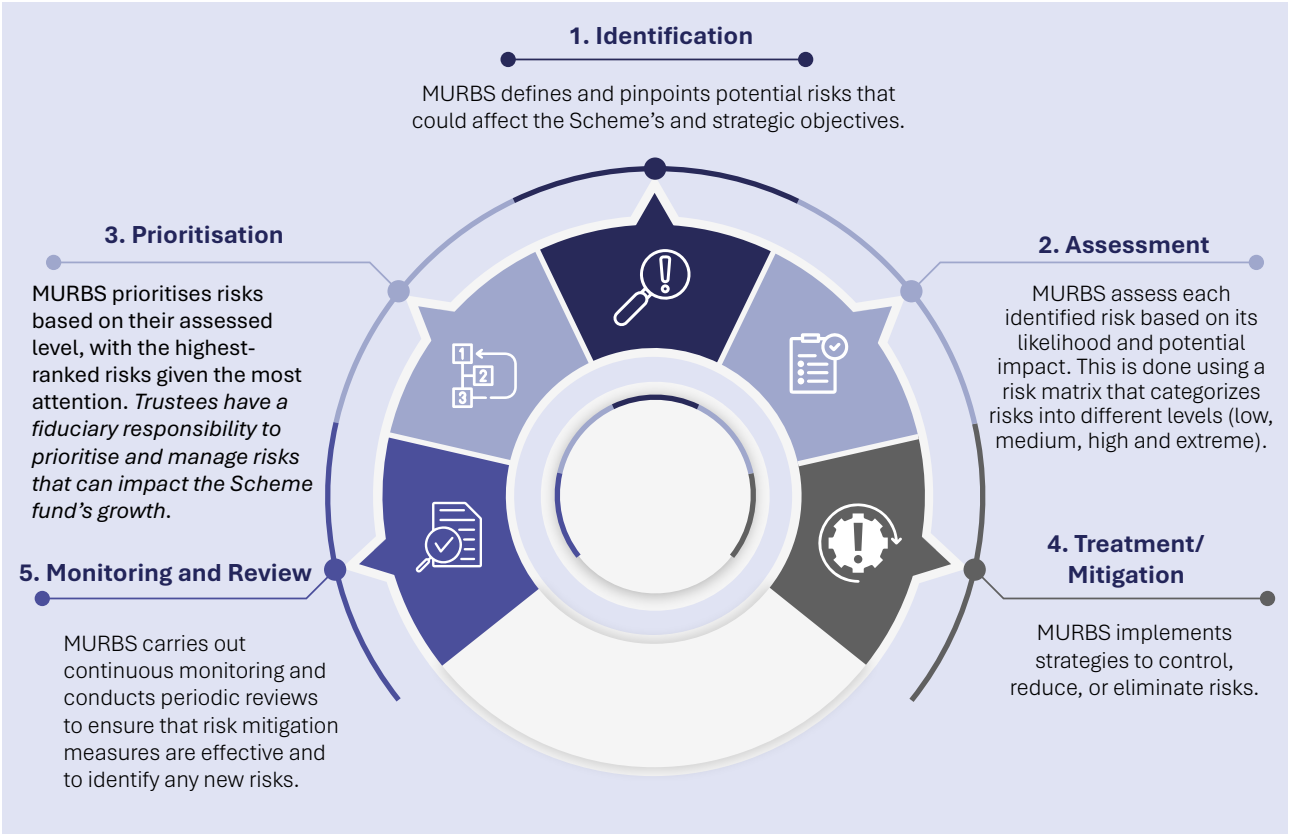 1. Identification
MURBS defines and pinpoints potential risks that
could affect the Scheme's and strategic objectives.
2. Assessment
MURBS assess each
identified risk based on its
likelihood and potential
impact. This is done using a
risk matrix that categorizes
risks into different levels (low,
medium, high and extreme).
3. Prioritisation
MURBS prioritises risks
based on their assessed
level, with the highest-
ranked risks given the most
attention. Trustees have a
fiduciary responsibility to
prioritise and manage risks
that can impact the Scheme
fund's growth.
1
2
3
4. Treatment/
Mitigation
MURBS implements
strategies to control,
reduce, or eliminate risks.
5. Monitoring and Review
MURBS carries out
continuous monitoring and
conducts periodic reviews
to ensure that risk mitigation
measures are effective and
to identify any new risks.